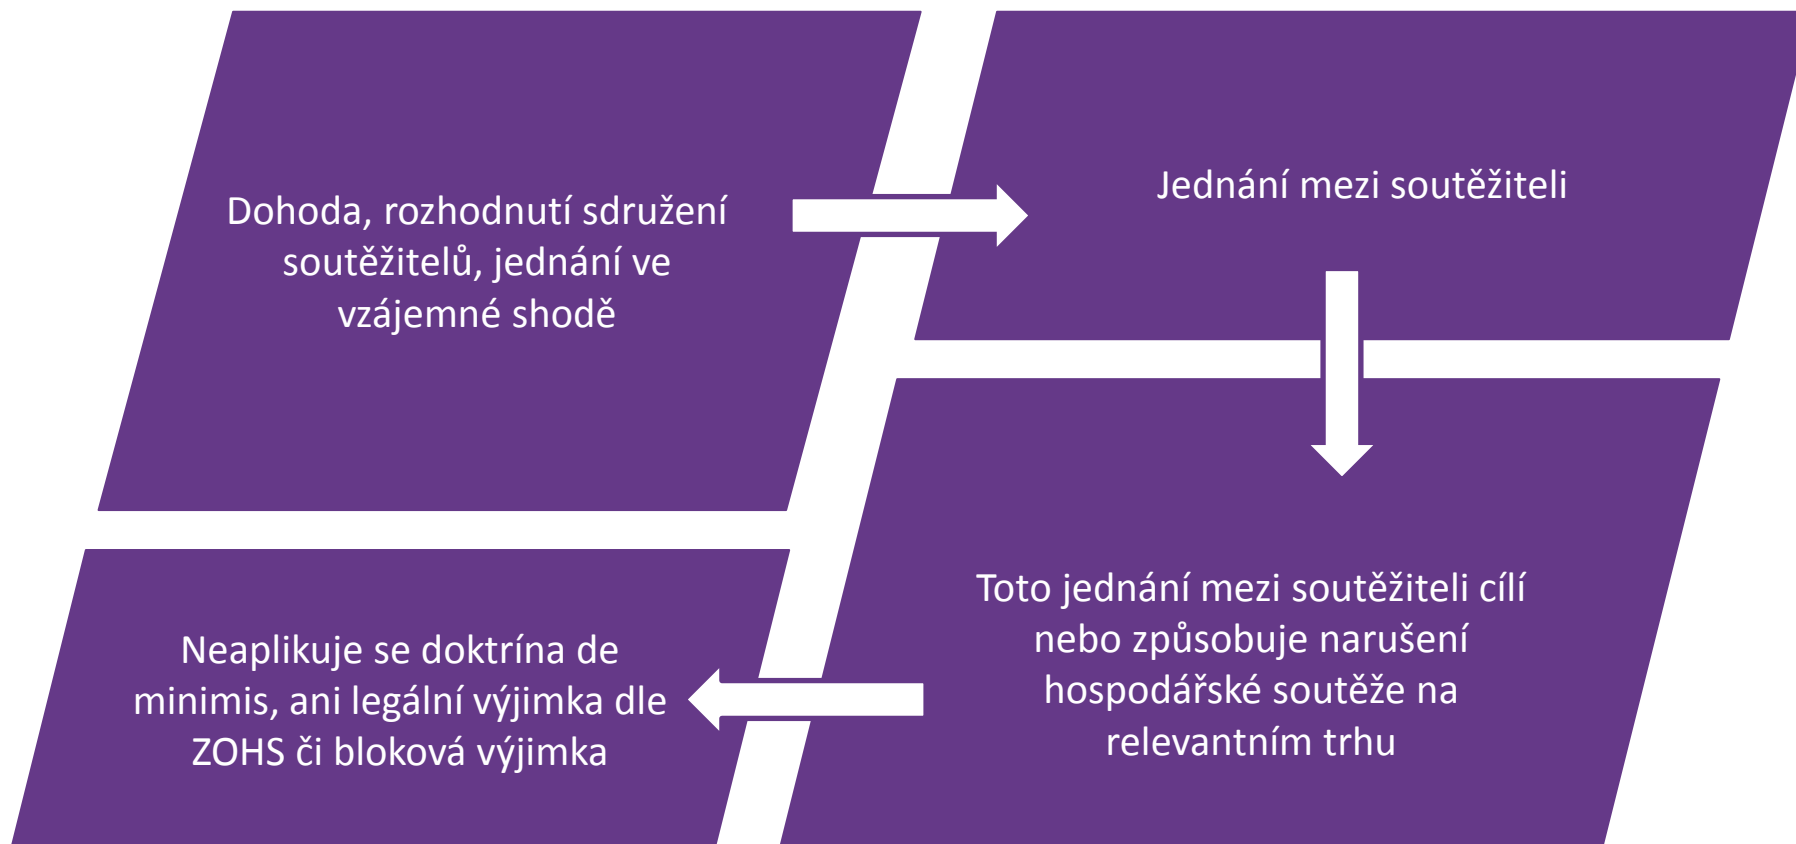 Dohoda, rozhodnutí sdružení
soutěžitelů, jednání ve
vzájemné shodě
Jednání mezi soutěžiteli
Toto jednání mezi soutěžiteli cílí
nebo způsobuje narušení
hospodářské soutěže na
relevantním trhu
Neaplikuje se doktrína de
minimis, ani legální výjimka dle
ZOHS či bloková výjimka